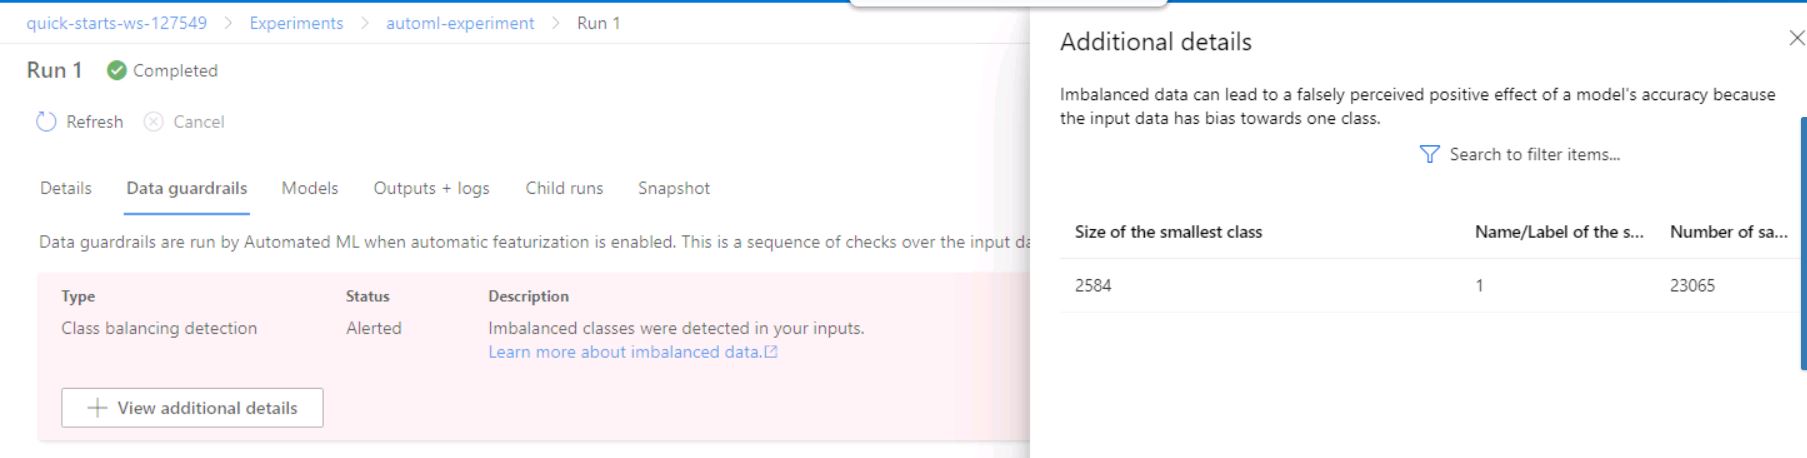 quick-starts-ws-127549 > Experiments > automl-experiment > Run 1
Run 1 Completed
Refresh Cancel
Details Data guardrails Models Outputs + logs Child runs Snapshot
Data guardrails are run by Automated ML when automatic featurization is enabled. This is a sequence of checks over the input da
Type Status Description
Class balancing detection Alerted Imbalanced classes were detected in your inputs.
Learn more about imbalanced data.
+ View additional details
Additional details
Imbalanced data can lead to a falsely perceived positive effect of a model's accuracy because
the input data has bias towards one class.
Search to filter items...
Size of the smallest class Name/Label of the s... Number of sa...
2584 1 23065